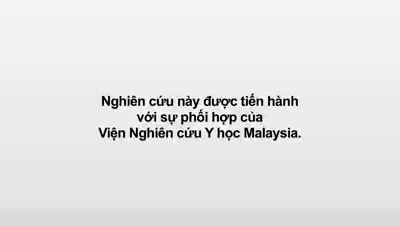 Nghiên cứu này được tiến hành
với sự phối hợp của
Viện Nghiên cứu Y học Malaysia.